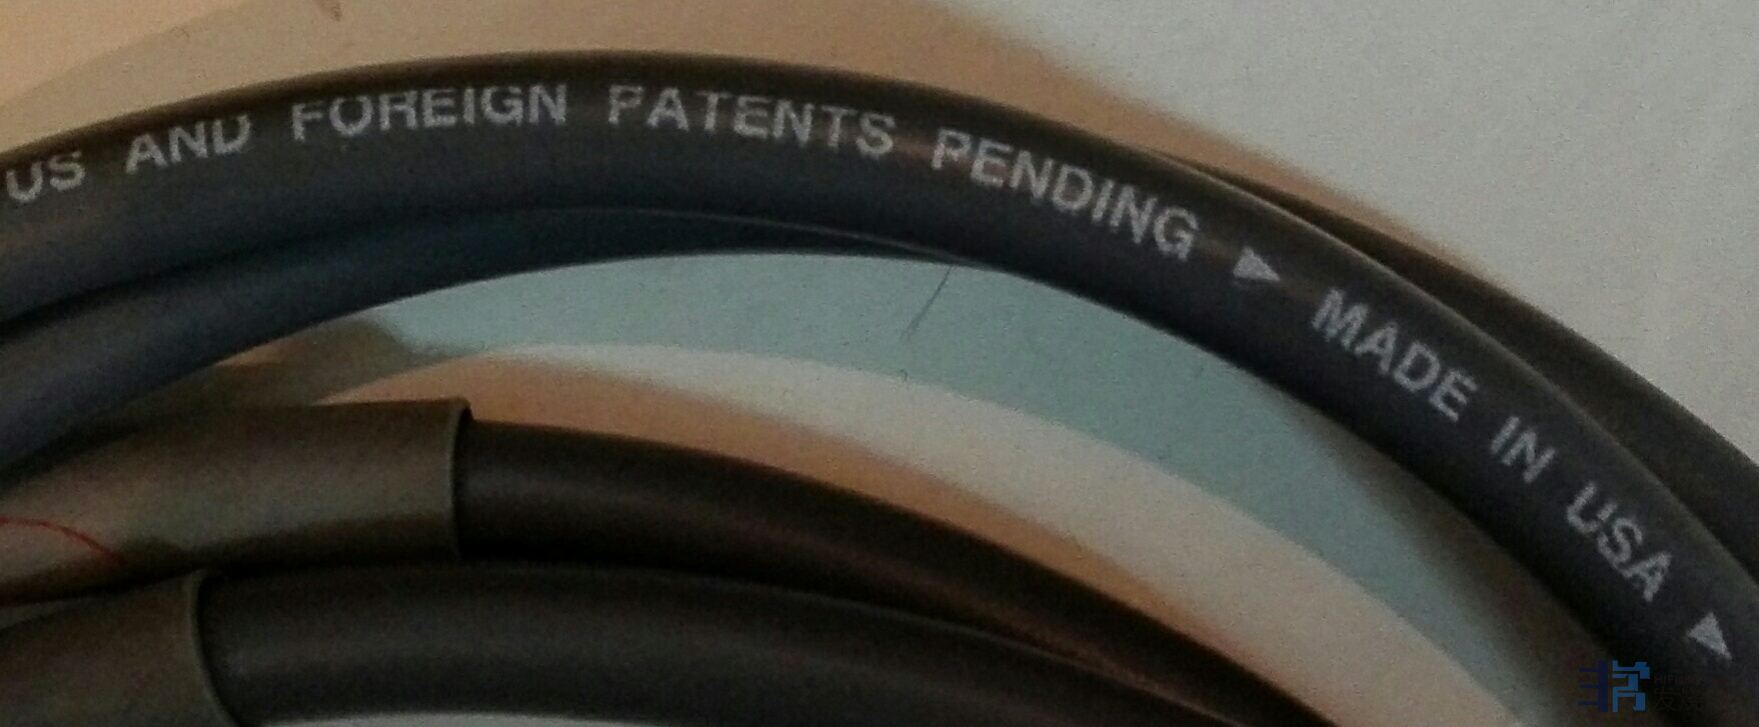 US AND FOREIGN PATENTS PENDING ▶ MADE IN USA ▶